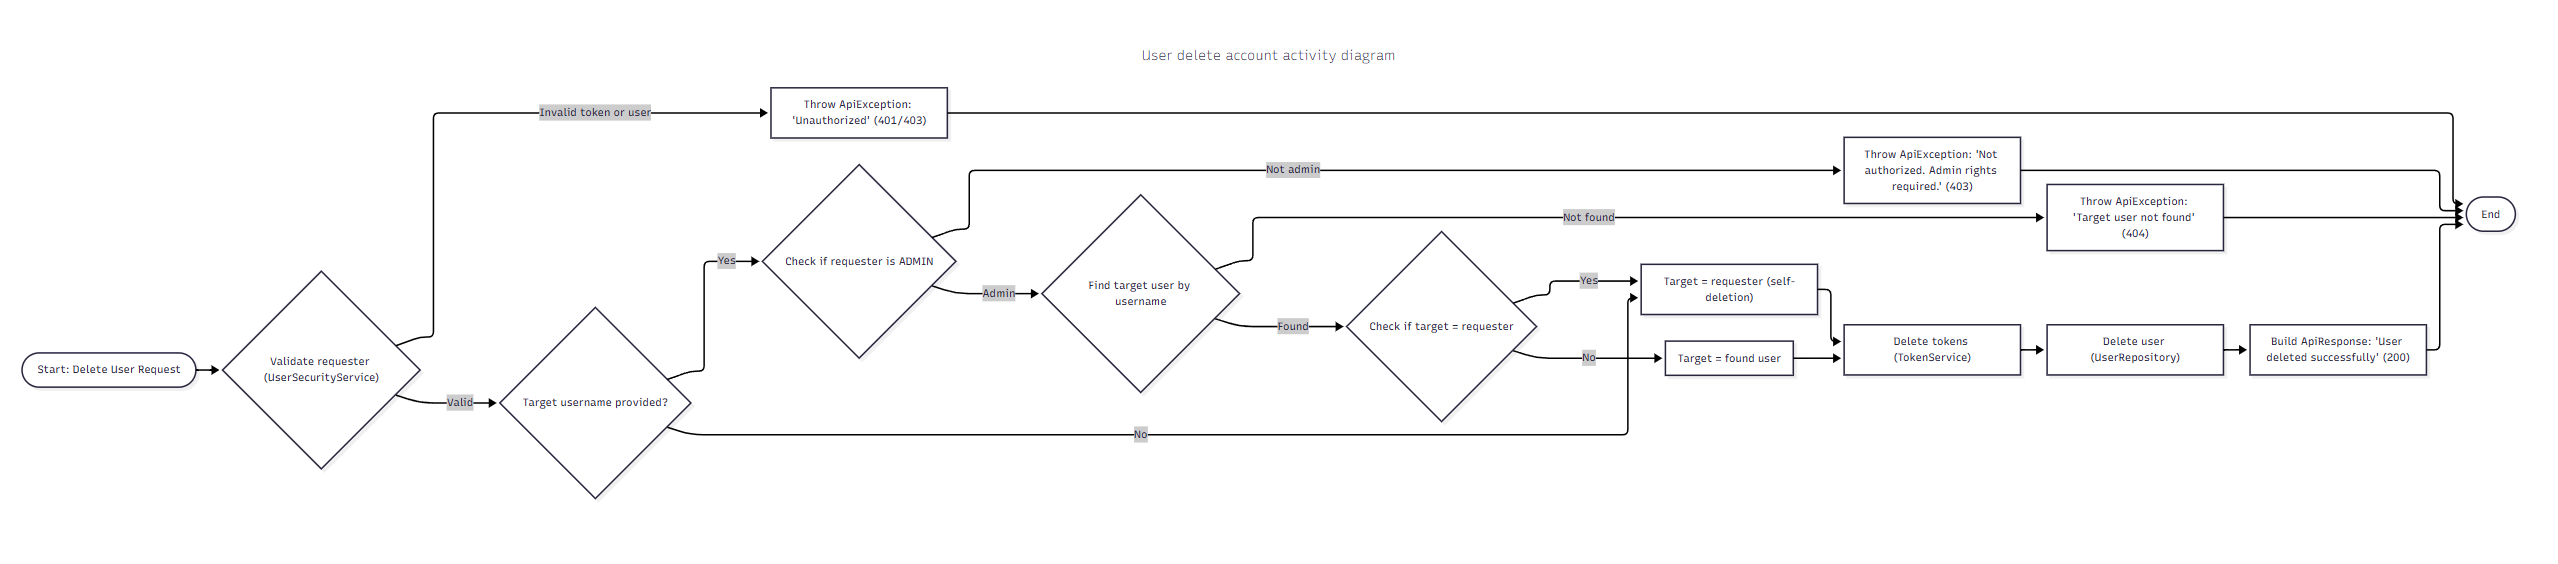 User delete account activity diagram
Invalid token or user
Throw ApiException:
'Unauthorized' (401/403)
Not admin
Throw ApiException: 'Not
authorized. Admin rights
required.' (403)
Not found
Throw ApiException:
'Target user not found'
(404)
End
Yes
Check if requester is ADMIN
Admin
Find target user by
username
Found
Check if target = requester
Yes
Target = requester (self-
deletion)
No
Target = found user
Delete tokens
(TokenService)
Delete user
(UserRepository)
Build ApiResponse: 'User
deleted successfully' (200)
Start: Delete User Request
Validate requester
(UserSecurityService)
Valid
Target username provided?
No